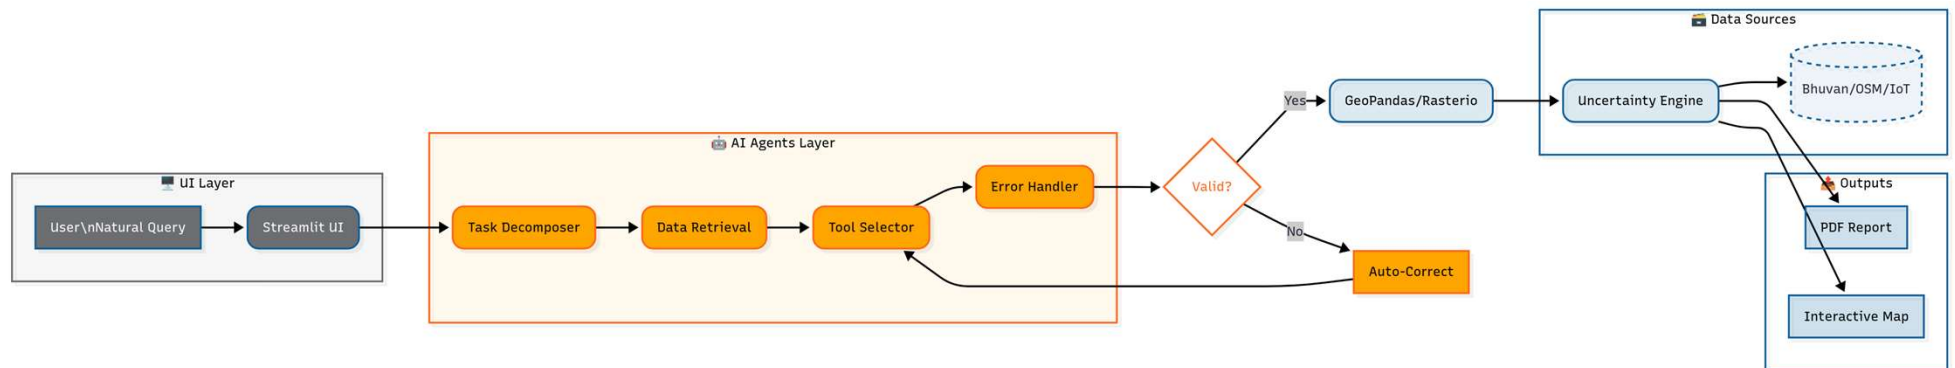 🖥️ UI Layer
User\nNatural Query
Streamlit UI
🤖 AI Agents Layer
Task Decomposer
Data Retrieval
Tool Selector
Error Handler
Valid?
Yes
No
Auto-Correct
GeoPandas/Rasterio
🗃️ Data Sources
Uncertainty Engine
Bhuvan/OSM/IoT
📤 Outputs
PDF Report
Interactive Map